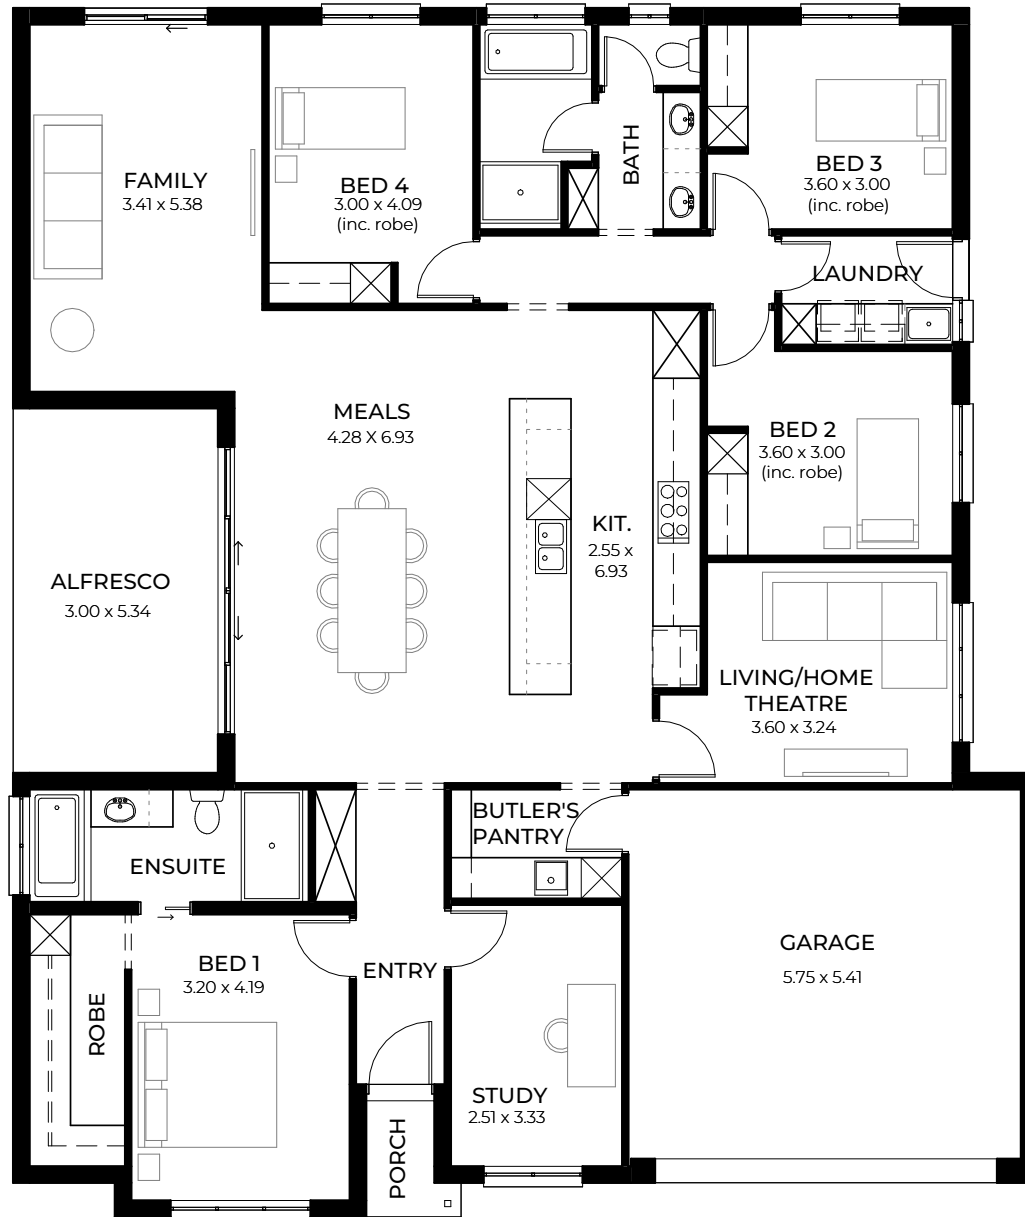 FAMILY
3.41 x 5.38
BED 4
3.00 x 4.09
(inc. robe)
BATH
BED 3
3.60 x 3.00
(inc. robe)
LAUNDRY
MEALS
4.28 X 6.93
BED 2
3.60 x 3.00
(inc. robe)
KIT.
2.55 x
6.93
ALFRESCO
3.00 x 5.34
LIVING/HOME
THEATRE
3.60 x 3.24
BUTLER'S
PANTRY
ENSUITE
GARAGE
5.75 x 5.41
BED 1
3.20 x 4.19
ENTRY
ROBE
STUDY
2.51 x 3.33
PORCH